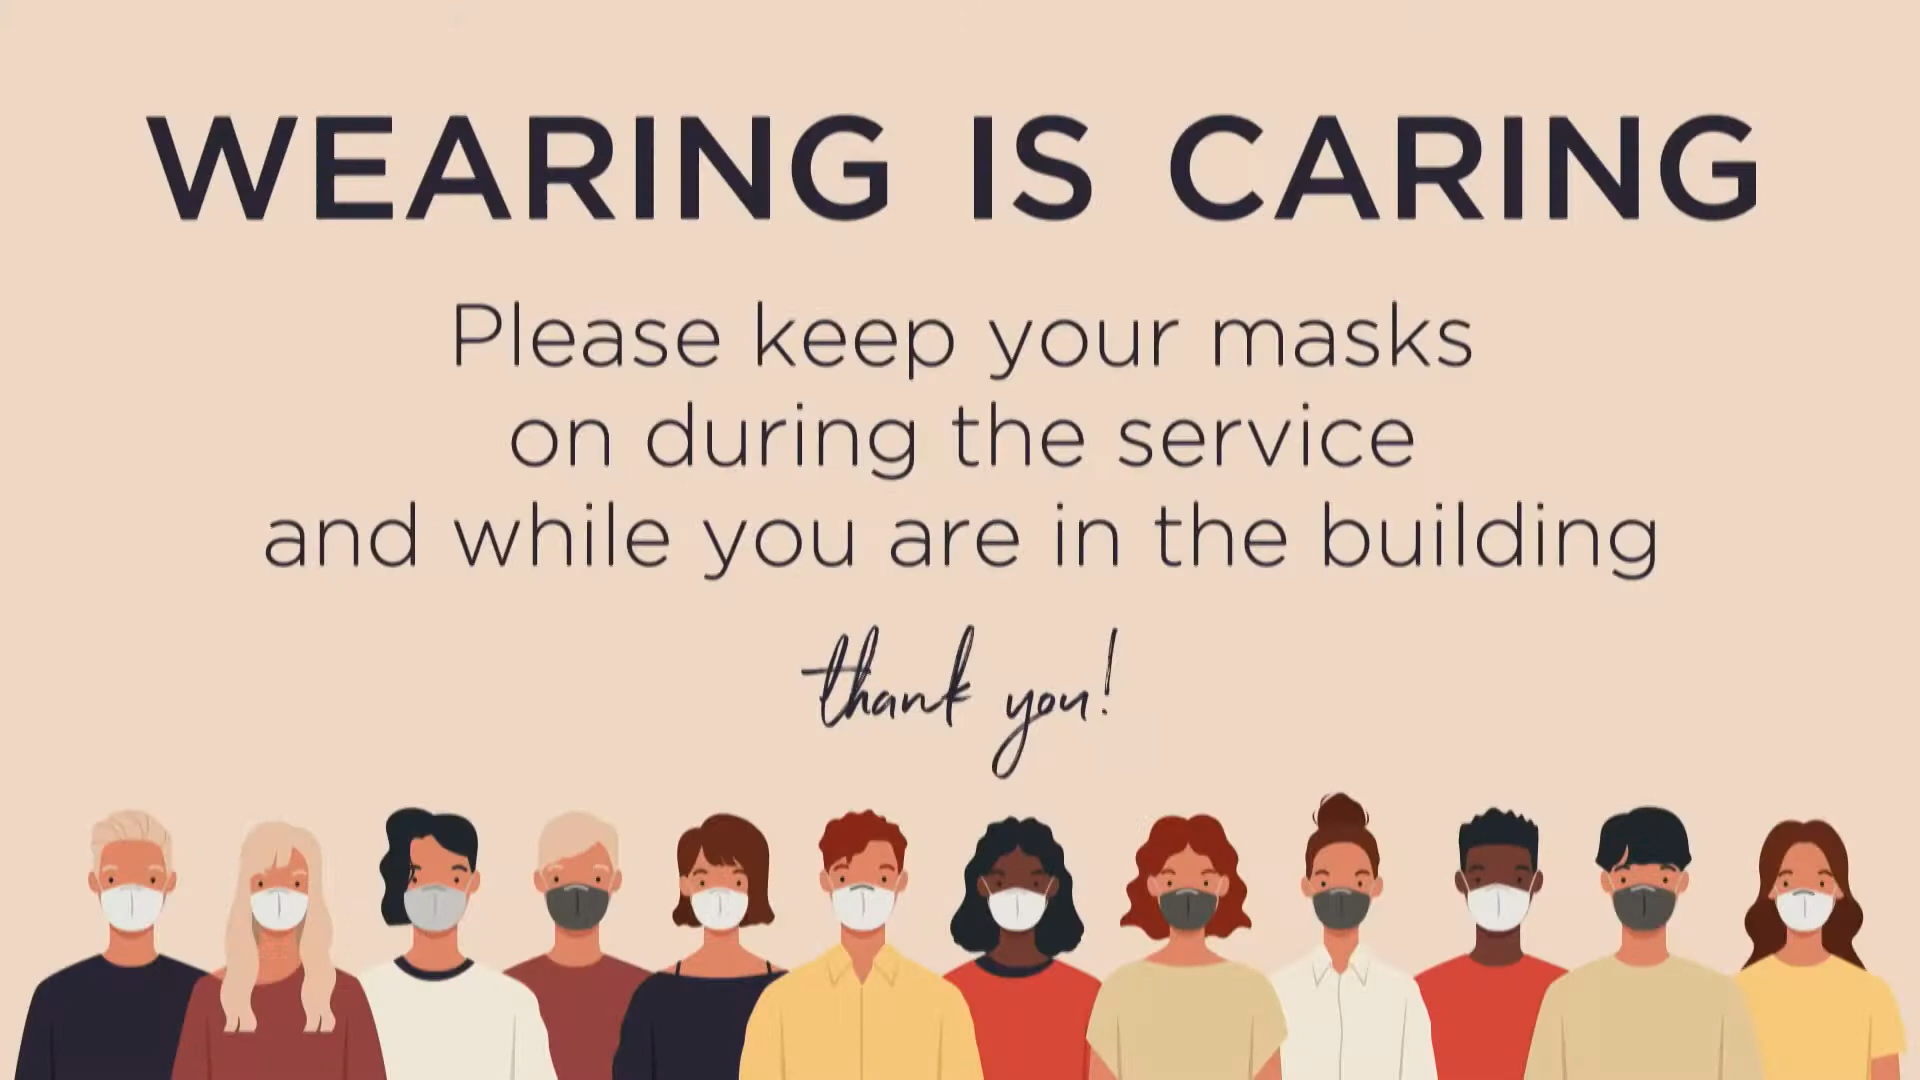 WEARING IS CARING
Please keep your masks
on during the service
and while you are in the building
thank you!